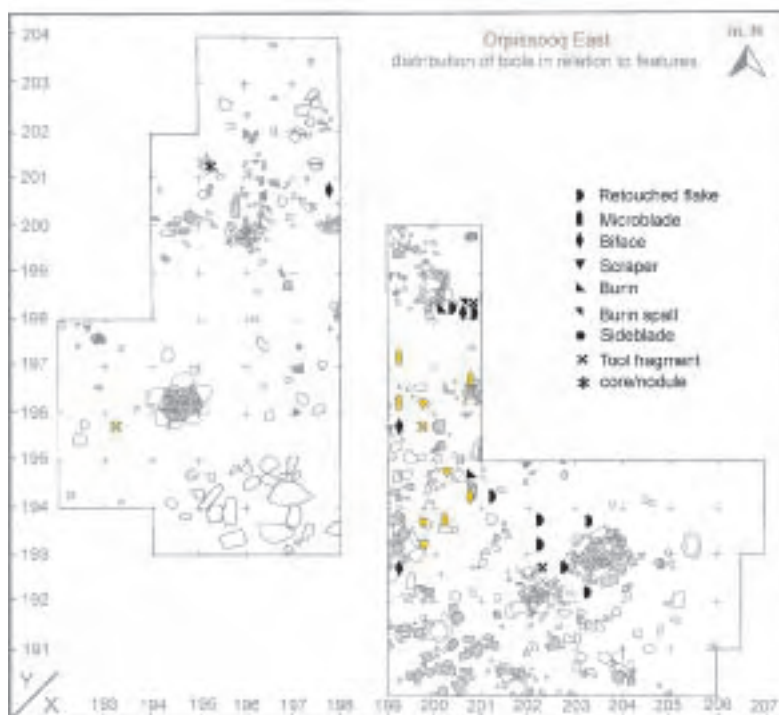 Orpissooq East
distribution of tools in relation to features
204
203
202
201
200
199
198
197
196
195
194
193
192
191
Retouched flake
Microblade
Biface
Scraper
Burin
Burin spall
Sideblade
Tool fragment
core/nodule
Y
X
193 194 195 196 197 198 199 200 201 202 203 204 205 206 207